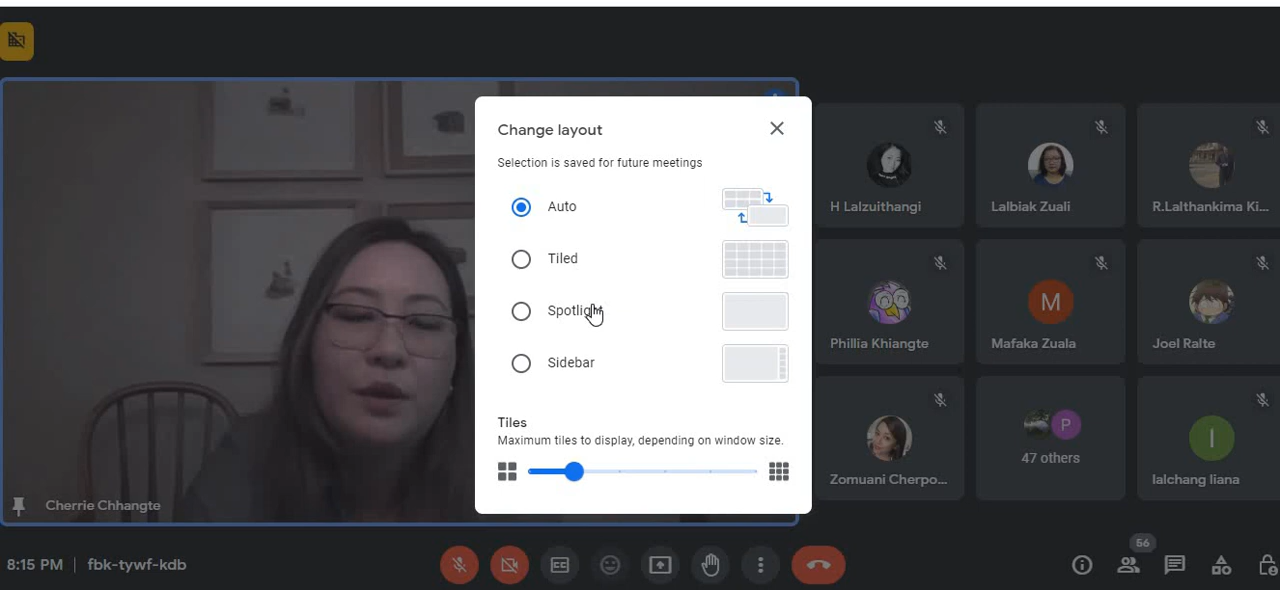 Change layout
Selection is saved for future meetings
Auto
Tiled
Spotlight
Sidebar
Tiles
Maximum tiles to display, depending on window size.
H Lalzuithangi
Lalbiak Zuali
R.Lalthankima Ki...
Phillia Khiangte
Mafaka Zuala
M
Joel Ralte
Zomuani Cherpo...
P
47 others
I
lalchang liana
Cherrie Chhangte
8:15 PM | fbk-tywf-kdb
CC
56